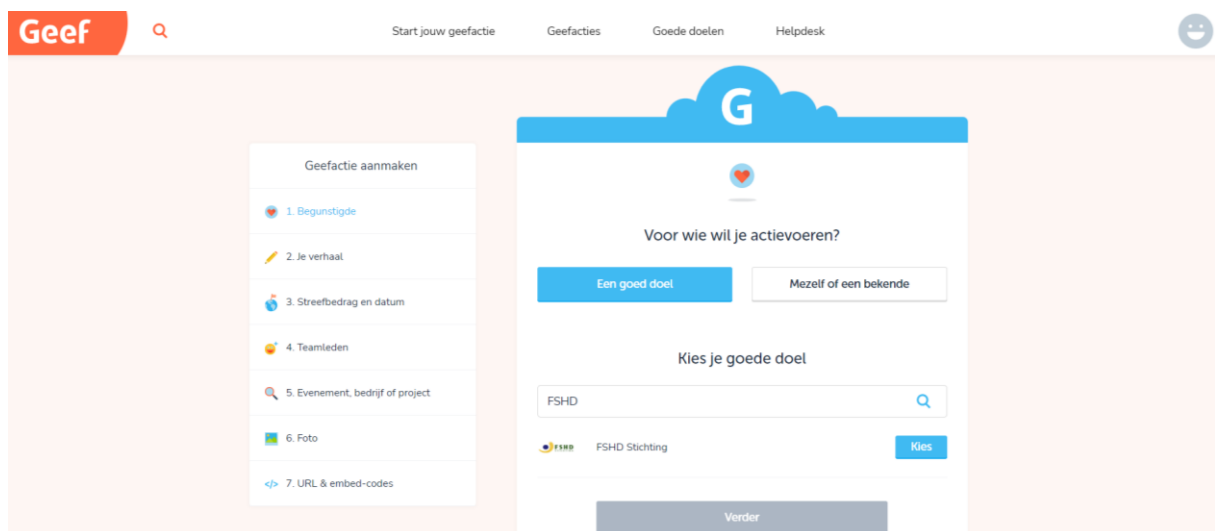 Geef
Start jouw geefactie
Geefacties
Goede doelen
Helpdesk
G
Geefactie aanmaken
1. Begunstigde
2. Je verhaal
3. Streefbedrag en datum
4. Teamleden
5. Evenement, bedrijf of project
6. Foto
</> 7. URL & embed-codes
Voor wie wil je actievoeren?
Een goed doel
Mezelf of een bekende
Kies je goede doel
FSHD
FSHD FSHD Stichting
Kies
Verder